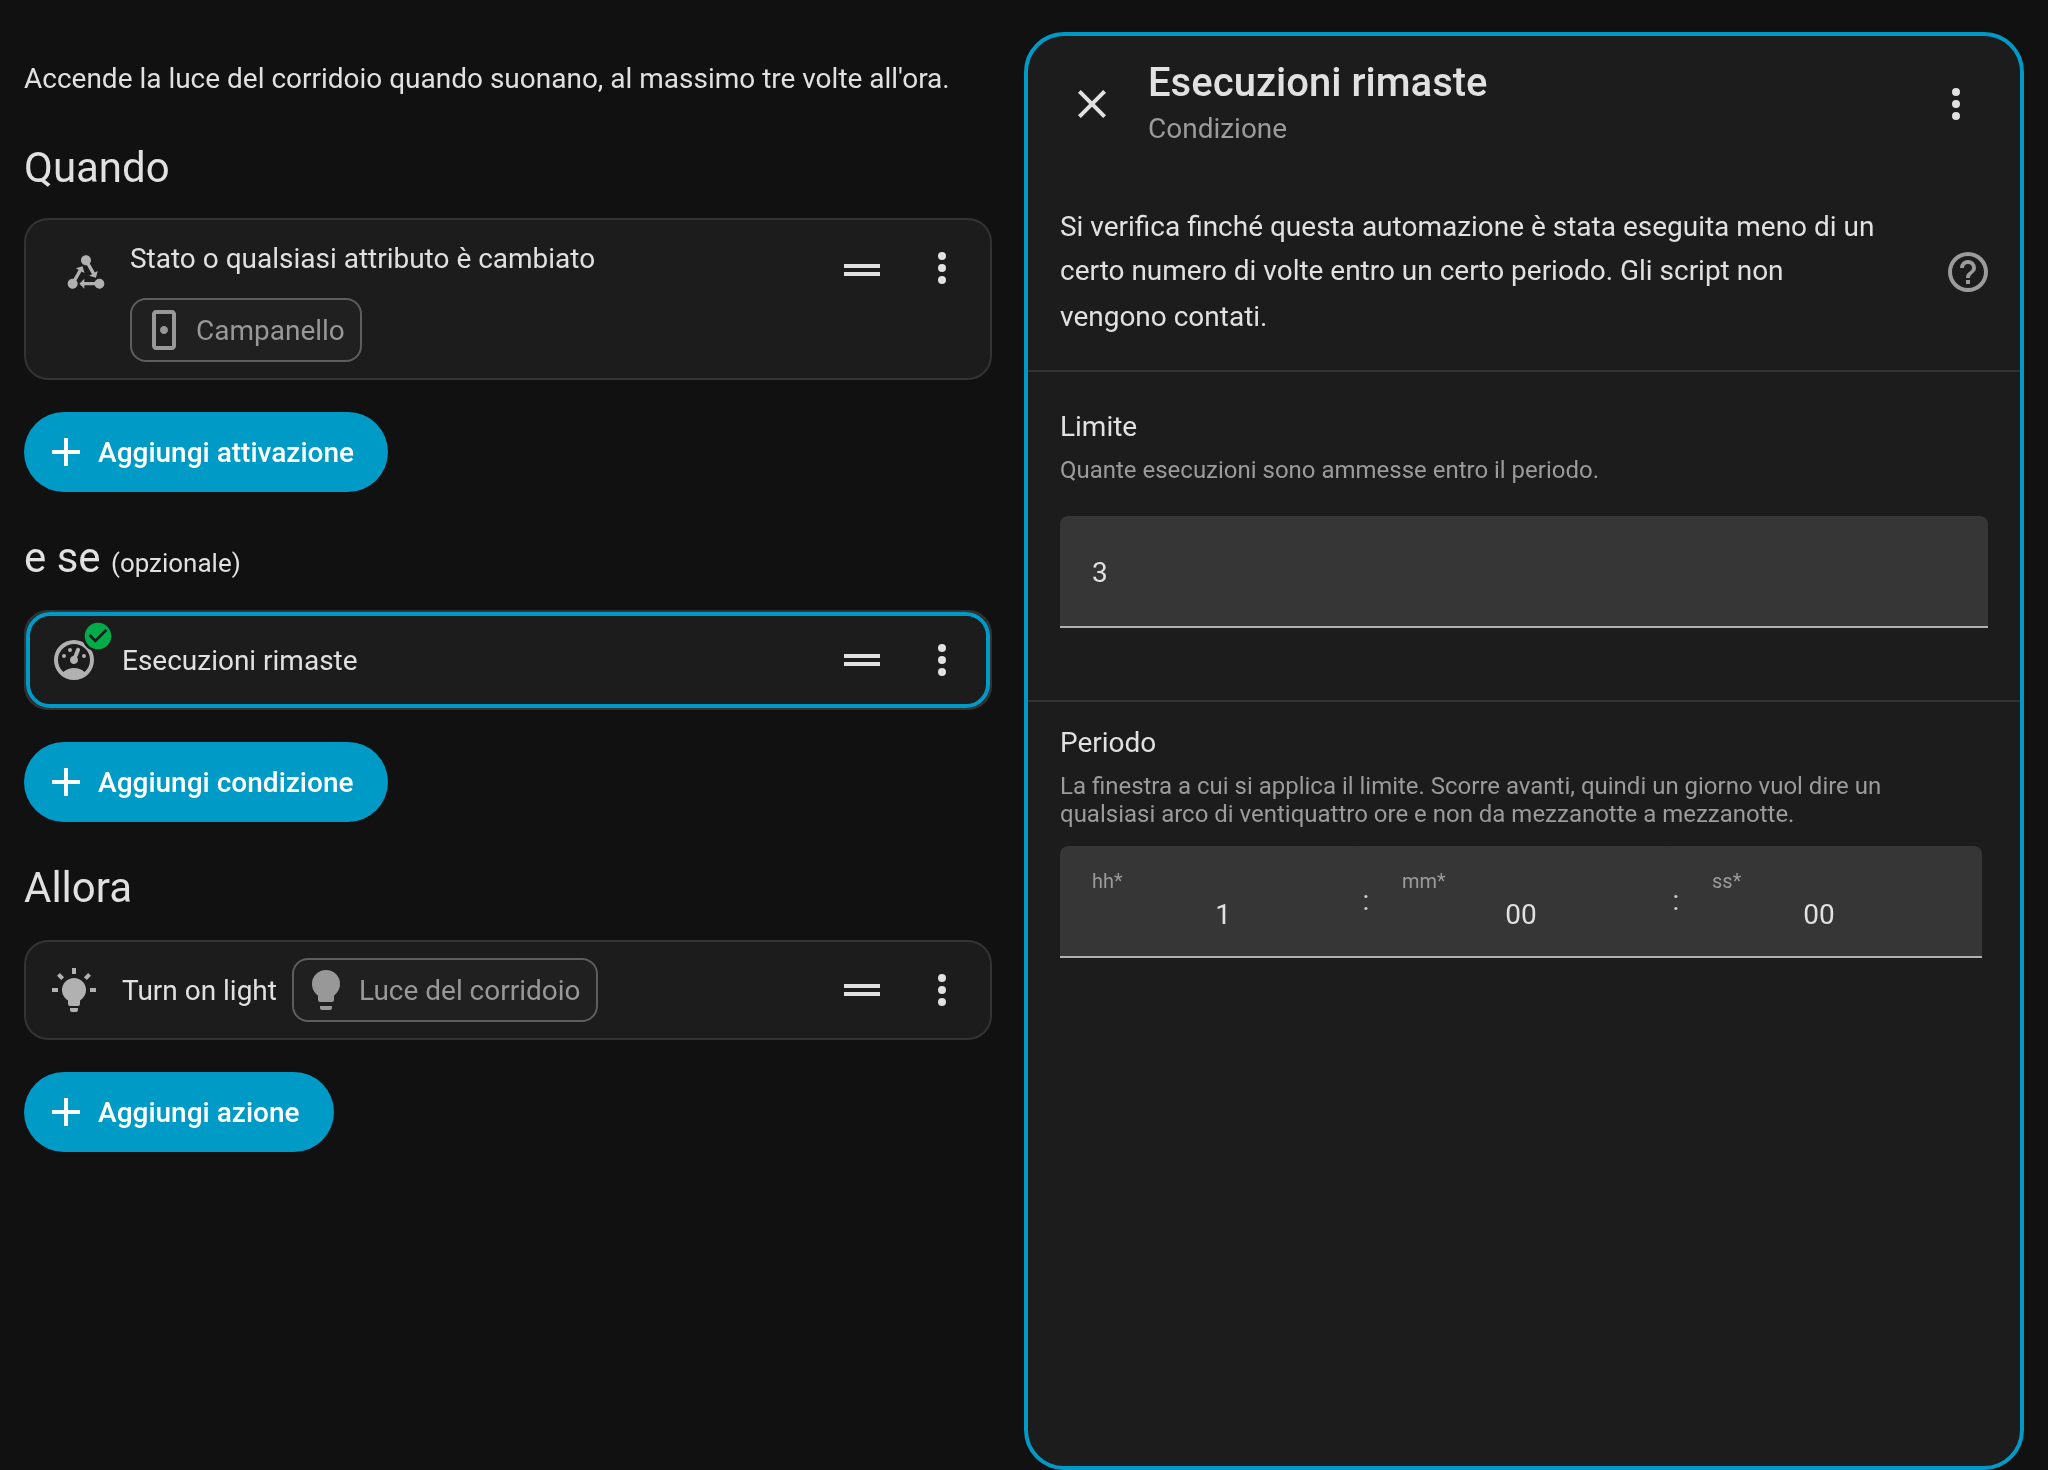 Accende la luce del corridoio quando suonano, al massimo tre volte all'ora.
Quando
Stato o qualsiasi attributo è cambiato
Campanello
Aggiungi attivazione
e se (opzionale)
Esecuzioni rimaste
Aggiungi condizione
Allora
Turn on light Luce del corridoio
Aggiungi azione
Esecuzioni rimaste
Condizione
Si verifica finché questa automazione è stata eseguita meno di un
certo numero di volte entro un certo periodo. Gli script non
vengono contati.
Limite
Quante esecuzioni sono ammesse entro il periodo.
3
Periodo
La finestra a cui si applica il limite. Scorre avanti, quindi un giorno vuol dire un
qualsiasi arco di ventiquattro ore e non da mezzanotte a mezzanotte.
hh* mm* ss*
1 : 00 : 00